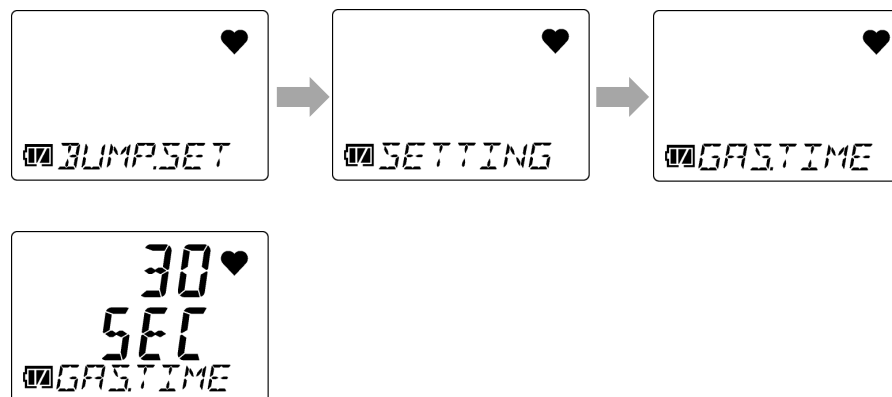 BUMP.SET
SETTING
GAS.TIME
30
SEC
GAS.TIME